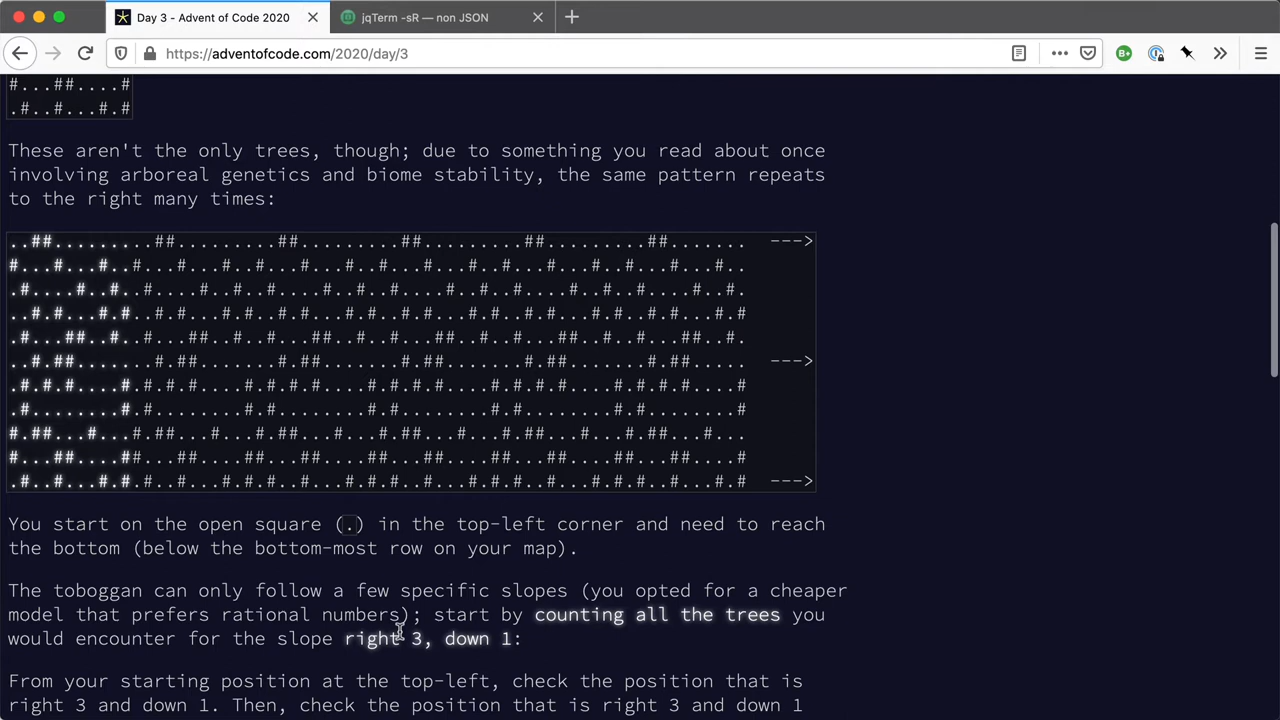 Day 3 - Advent of Code 2020
jqTerm -sR — non JSON
https://adventofcode.com/2020/day/3
#...##....#
.#..#...#.#
These aren't the only trees, though; due to something you read about once
involving arboreal genetics and biome stability, the same pattern repeats
to the right many times:
..##.........##.........##.........##.........##.........##.......  --->
#...#...#..#...#...#..#...#...#..#...#...#..#...#...#..#...#...#..
.#....#..#..#....#..#..#....#..#..#....#..#..#....#..#..#....#..#.
..#.#...#.#..#.#...#.#..#.#...#.#..#.#...#.#..#.#...#.#..#.#...#.#
.#...##..#..#...##..#..#...##..#..#...##..#..#...##..#..#...##..#.
..#.##.......#.##.......#.##.......#.##.......#.##.......#.##.....  --->
.#.#.#....#.#.#.#....#.#.#.#....#.#.#.#....#.#.#.#....#.#.#.#....#
.#........#.#........#.#........#.#........#.#........#.#........#
#.##...#...#.##...#...#.##...#...#.##...#...#.##...#...#.##...#...
#...##....##...##....##...##....##...##....##...##....##...##....#
.#..#...#.#.#..#...#.#.#..#...#.#.#..#...#.#.#..#...#.#.#..#...#.#  --->
You start on the open square (.) in the top-left corner and need to reach
the bottom (below the bottom-most row on your map).
The toboggan can only follow a few specific slopes (you opted for a cheaper
model that prefers rational numbers); start by counting all the trees you
would encounter for the slope right 3, down 1:
From your starting position at the top-left, check the position that is
right 3 and down 1. Then, check the position that is right 3 and down 1